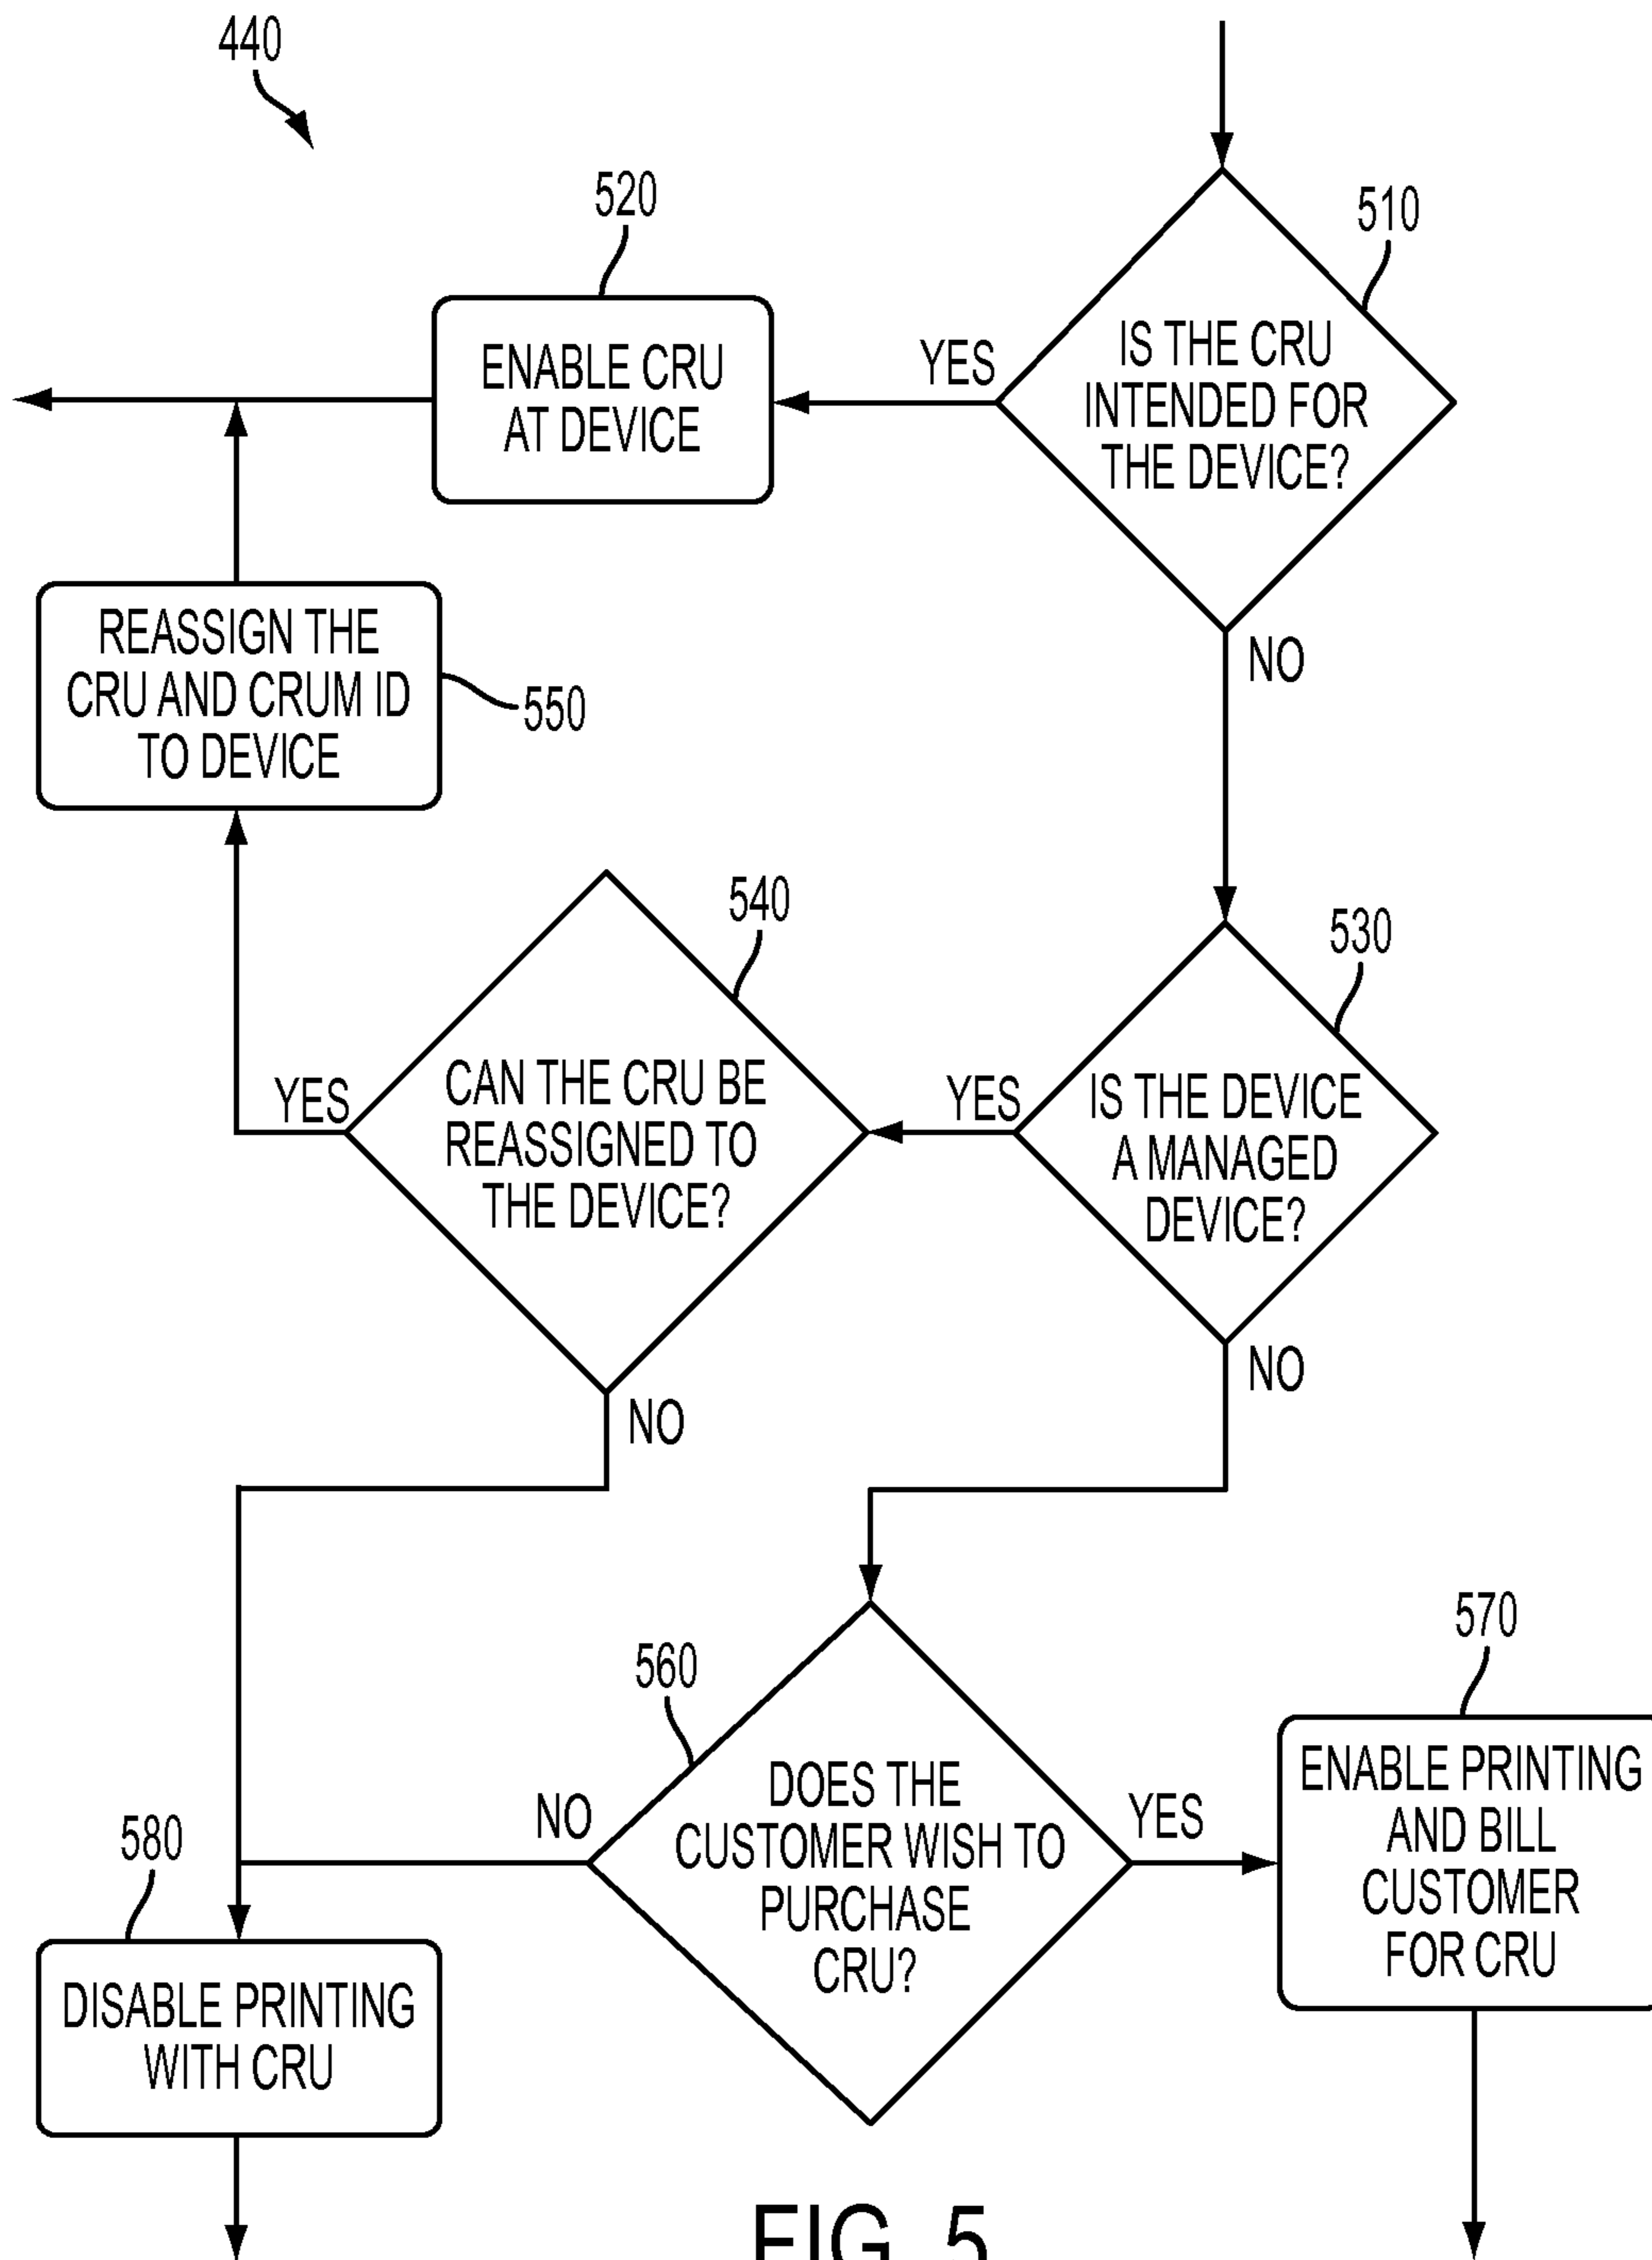 440
520
510
ENABLE CRU
AT DEVICE
YES
IS THE CRU
INTENDED FOR
THE DEVICE?
NO
REASSIGN THE
CRU AND CRUM ID
TO DEVICE
550
540
530
YES
CAN THE CRU BE
REASSIGNED TO
THE DEVICE?
YES
IS THE DEVICE
A MANAGED
DEVICE?
NO
NO
560
570
580
NO
DOES THE
CUSTOMER WISH TO
PURCHASE
CRU?
YES
ENABLE PRINTING
AND BILL
CUSTOMER
FOR CRU
DISABLE PRINTING
WITH CRU
FIG. 5